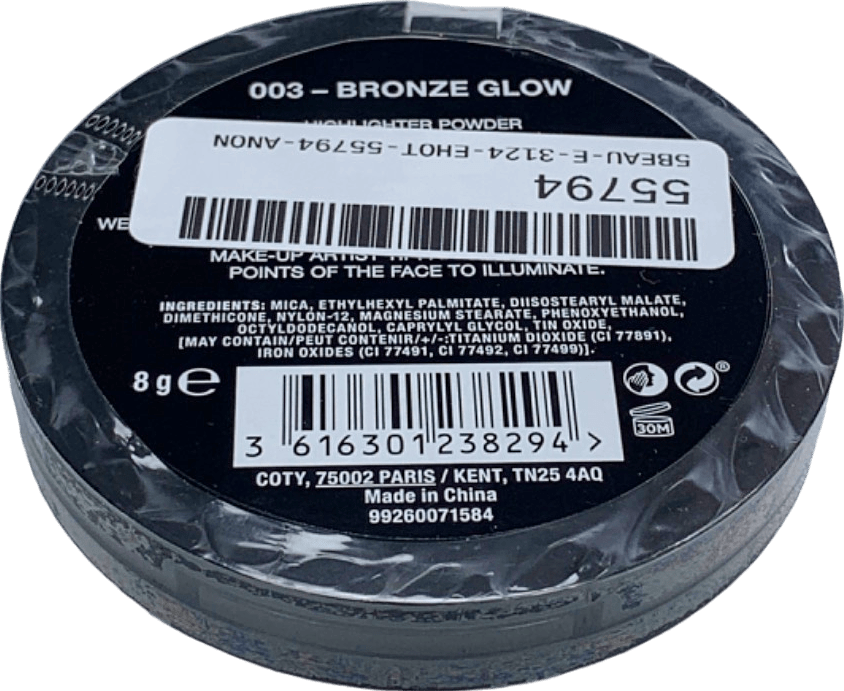 003 – BRONZE GLOW
HIGHLIGHTER POWDER
5BEAU-E-3124-EHOT-55794-ANON
55794
WE
MAKE-UP ARTIST
POINTS OF THE FACE TO ILLUMINATE.
INGREDIENTS: MICA, ETHYLHEXYL PALMITATE, DIISOSTEARYL MALATE,
DIMETHICONE, NYLON-12, MAGNESIUM STEARATE, PHENOXYETHANOL,
OCTYLDODECANOL, CAPRYLYL GLYCOL, TIN OXIDE,
[MAY CONTAIN/PEUT CONTENIR/+/-:TITANIUM DIOXIDE (CI 77891),
IRON OXIDES (CI 77491, CI 77492, CI 77499)].
8 g ℮
30M
3 616301 238294 >
COTY, 75002 PARIS / KENT, TN25 4AQ
Made in China
99260071584